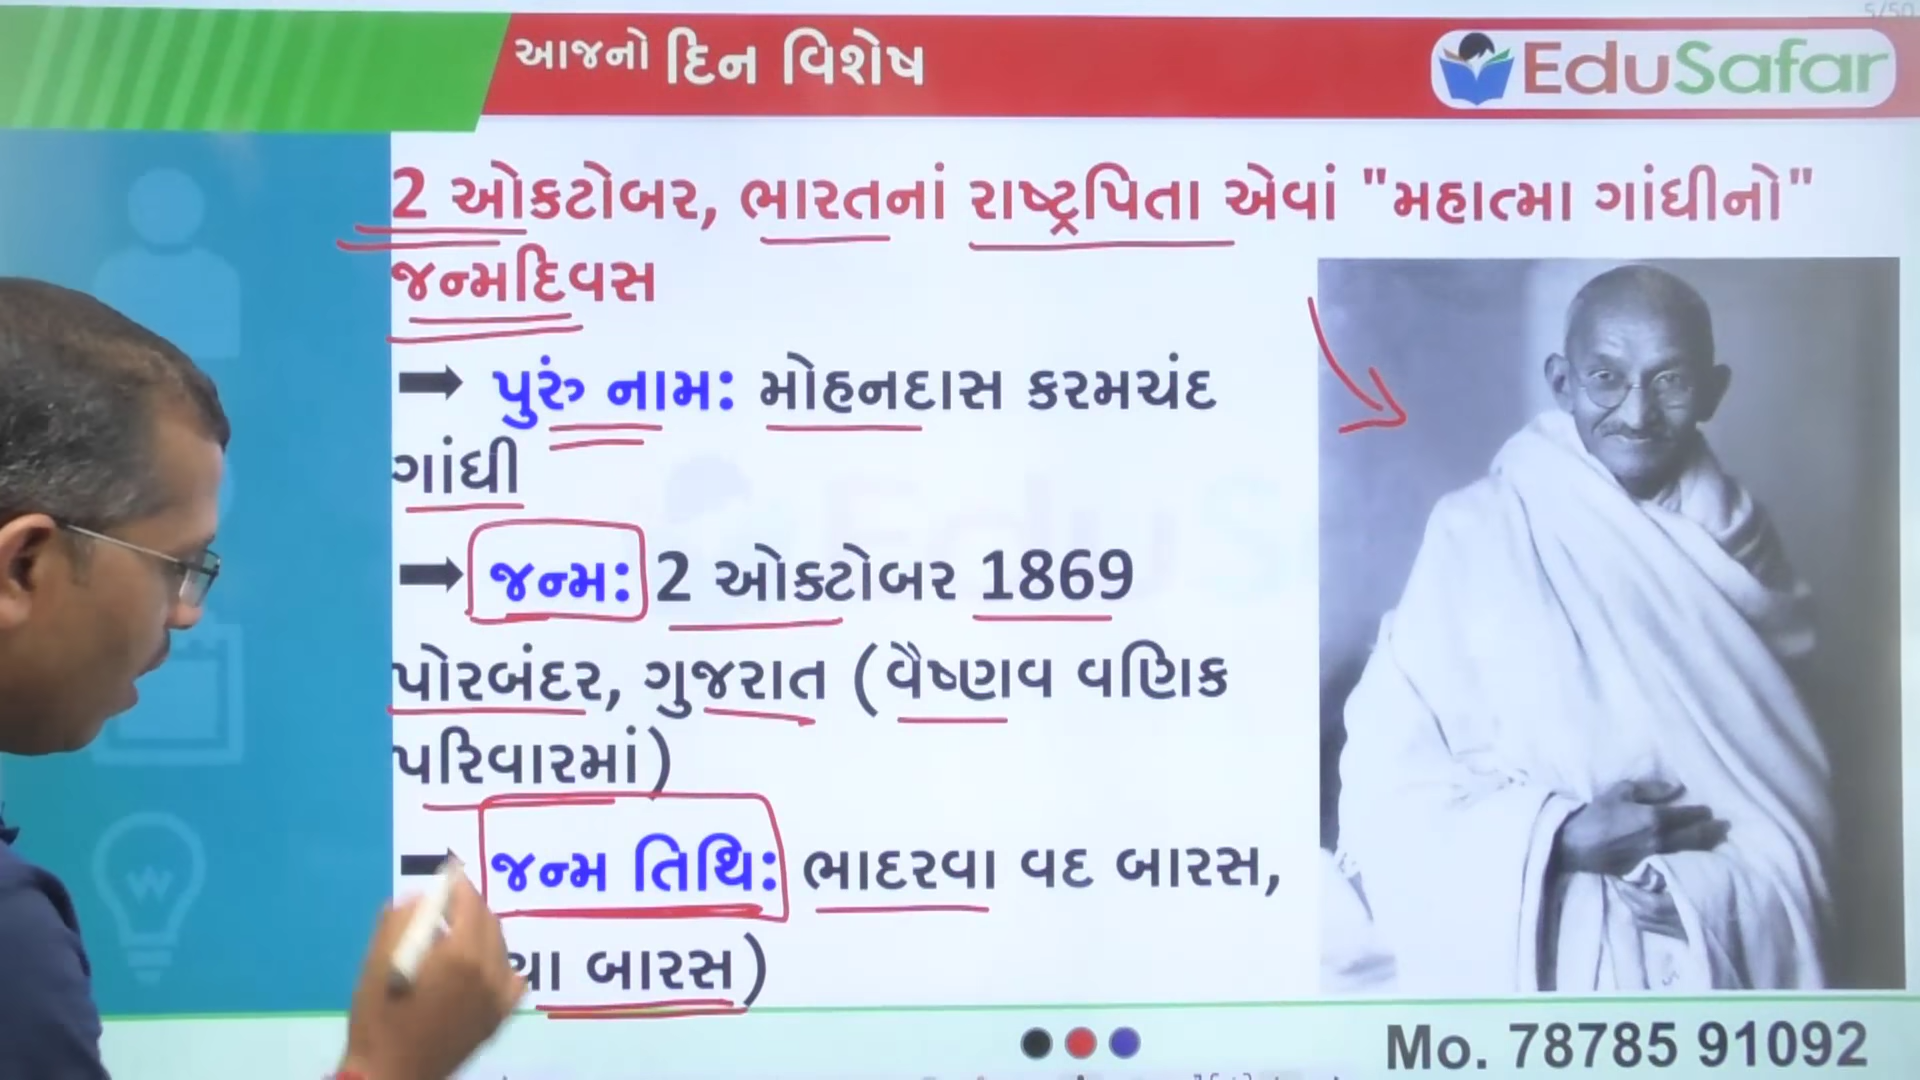 આજનો દિન વિશેષ
EduSafar
2 ઓક્ટોબર, ભારતનાં રાષ્ટ્રપિતા એવાં "મહાત્મા ગાંધીનો"
જન્મદિવસ
➡ પુરું નામ: મોહનદાસ કરમચંદ
ગાંધી
➡ જન્મ: 2 ઓક્ટોબર 1869
પોરબંદર, ગુજરાત (વૈષ્ણવ વણિક
પરિવારમાં)
➡ જન્મ તિથિ: ભાદરવા વદ બારસ,
બારસ)
Mo. 78785 91092